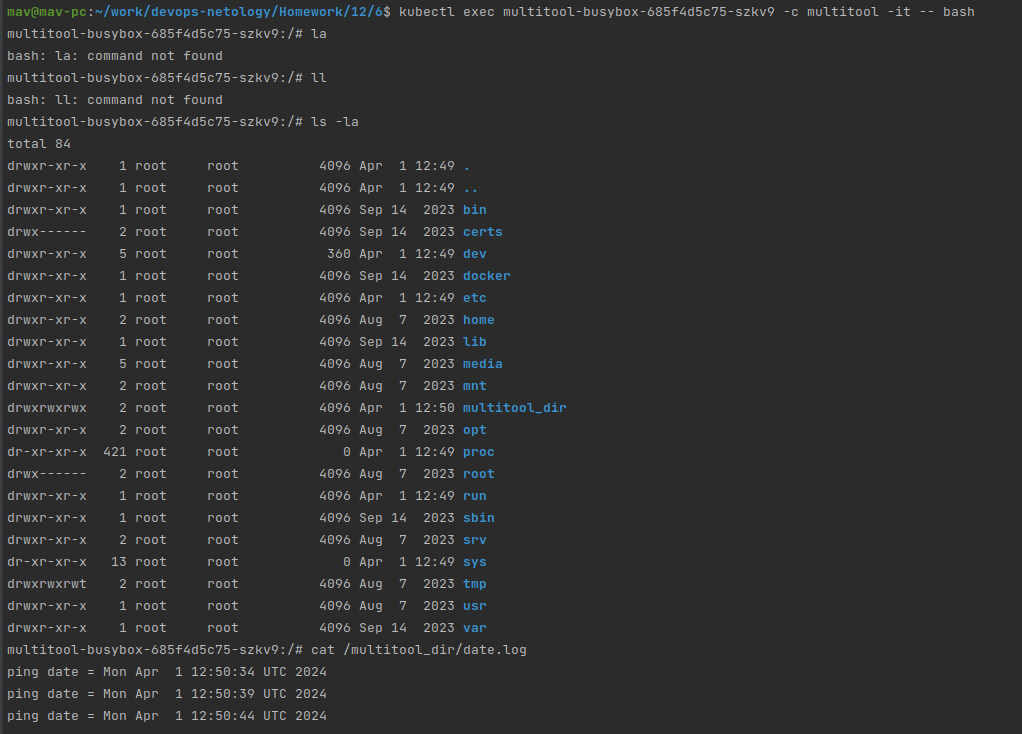 mav@mav-pc:~/work/devops-netology/Homework/12/6$ kubectl exec multitool-busybox-685f4d5c75-szkv9 -c multitool -it -- bash
multitool-busybox-685f4d5c75-szkv9:/# la
bash: la: command not found
multitool-busybox-685f4d5c75-szkv9:/# ll
bash: ll: command not found
multitool-busybox-685f4d5c75-szkv9:/# ls -la
total 84
drwxr-xr-x    1 root     root          4096 Apr  1 12:49 .
drwxr-xr-x    1 root     root          4096 Apr  1 12:49 ..
drwxr-xr-x    1 root     root          4096 Sep 14  2023 bin
drwx------    2 root     root          4096 Sep 14  2023 certs
drwxr-xr-x    5 root     root           360 Apr  1 12:49 dev
drwxr-xr-x    1 root     root          4096 Sep 14  2023 docker
drwxr-xr-x    1 root     root          4096 Apr  1 12:49 etc
drwxr-xr-x    2 root     root          4096 Aug  7  2023 home
drwxr-xr-x    1 root     root          4096 Sep 14  2023 lib
drwxr-xr-x    5 root     root          4096 Aug  7  2023 media
drwxr-xr-x    2 root     root          4096 Aug  7  2023 mnt
drwxrwxrwx    2 root     root          4096 Apr  1 12:50 multitool_dir
drwxr-xr-x    2 root     root          4096 Aug  7  2023 opt
dr-xr-xr-x  421 root     root             0 Apr  1 12:49 proc
drwx------    2 root     root          4096 Aug  7  2023 root
drwxr-xr-x    1 root     root          4096 Apr  1 12:49 run
drwxr-xr-x    1 root     root          4096 Sep 14  2023 sbin
drwxr-xr-x    2 root     root          4096 Aug  7  2023 srv
dr-xr-xr-x   13 root     root             0 Apr  1 12:49 sys
drwxrwxrwt    2 root     root          4096 Aug  7  2023 tmp
drwxr-xr-x    1 root     root          4096 Aug  7  2023 usr
drwxr-xr-x    1 root     root          4096 Sep 14  2023 var
multitool-busybox-685f4d5c75-szkv9:/# cat /multitool_dir/date.log
ping date = Mon Apr  1 12:50:34 UTC 2024
ping date = Mon Apr  1 12:50:39 UTC 2024
ping date = Mon Apr  1 12:50:44 UTC 2024